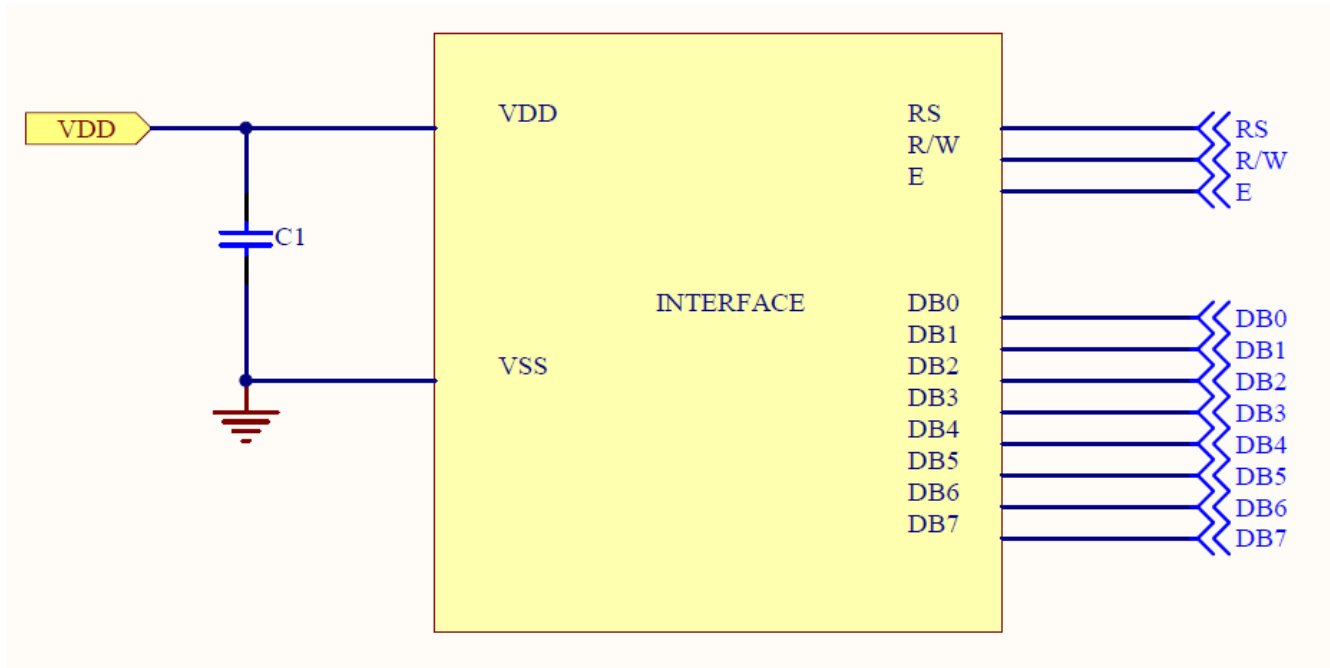 VDD
VDD
RS
RS
R/W
R/W
E
E
C1
INTERFACE
DB0
DB0
DB1
DB1
VSS
DB2
DB2
DB3
DB3
DB4
DB4
DB5
DB5
DB6
DB6
DB7
DB7